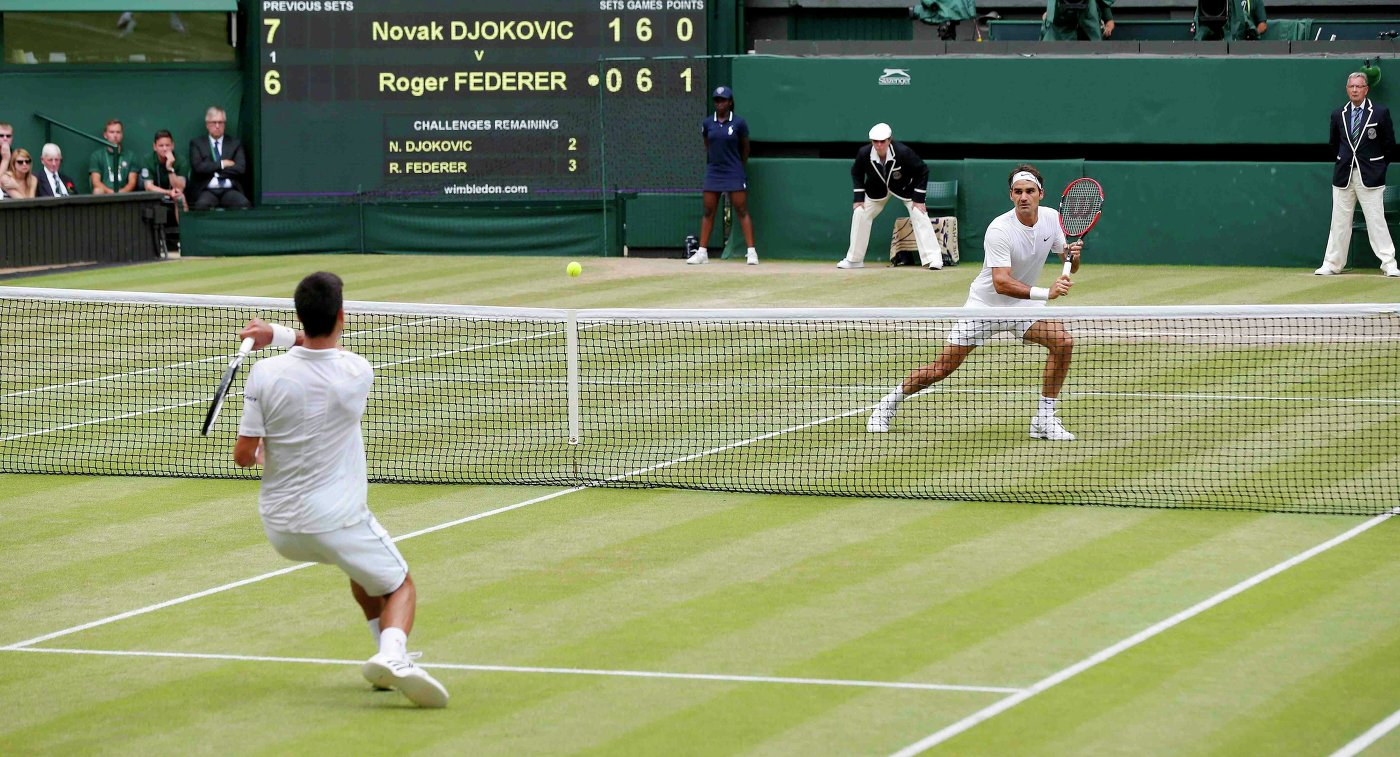 PREVIOUS SETS SETS GAMES POINTS
7 Novak DJOKOVIC 1 6 0
1 v
6 Roger FEDERER 0 6 1
CHALLENGES REMAINING
N. DJOKOVIC 2
R. FEDERER 3
wimbledon.com
Slazenger